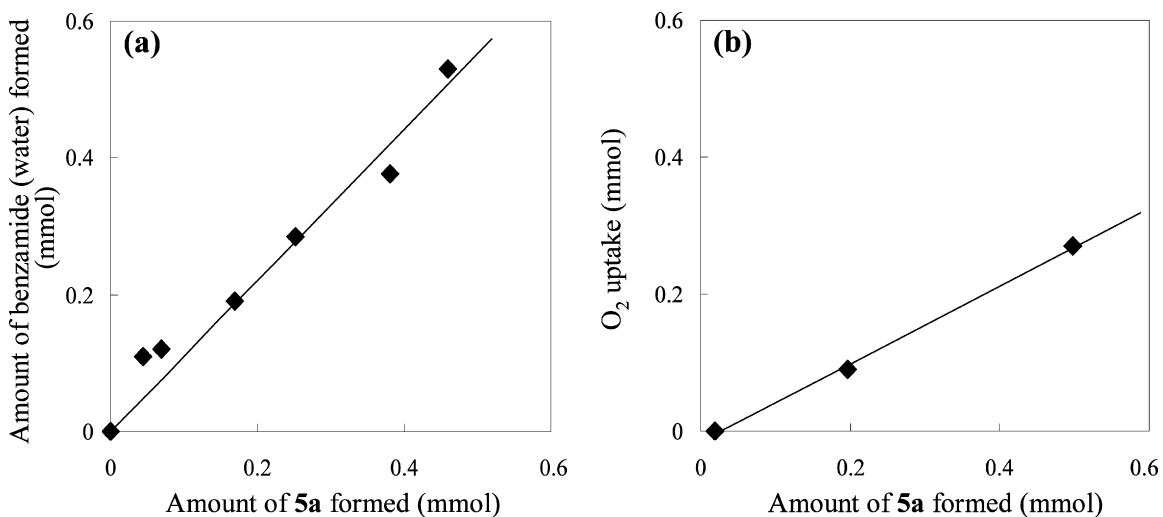 (a)
Amount of benzamide (water) formed
(mmol)
0.6
0.4
0.2
0
0
0.2
0.4
0.6
Amount of 5a formed (mmol)
(b)
O₂ uptake (mmol)
0.6
0.4
0.2
0
0
0.2
0.4
0.6
Amount of 5a formed (mmol)